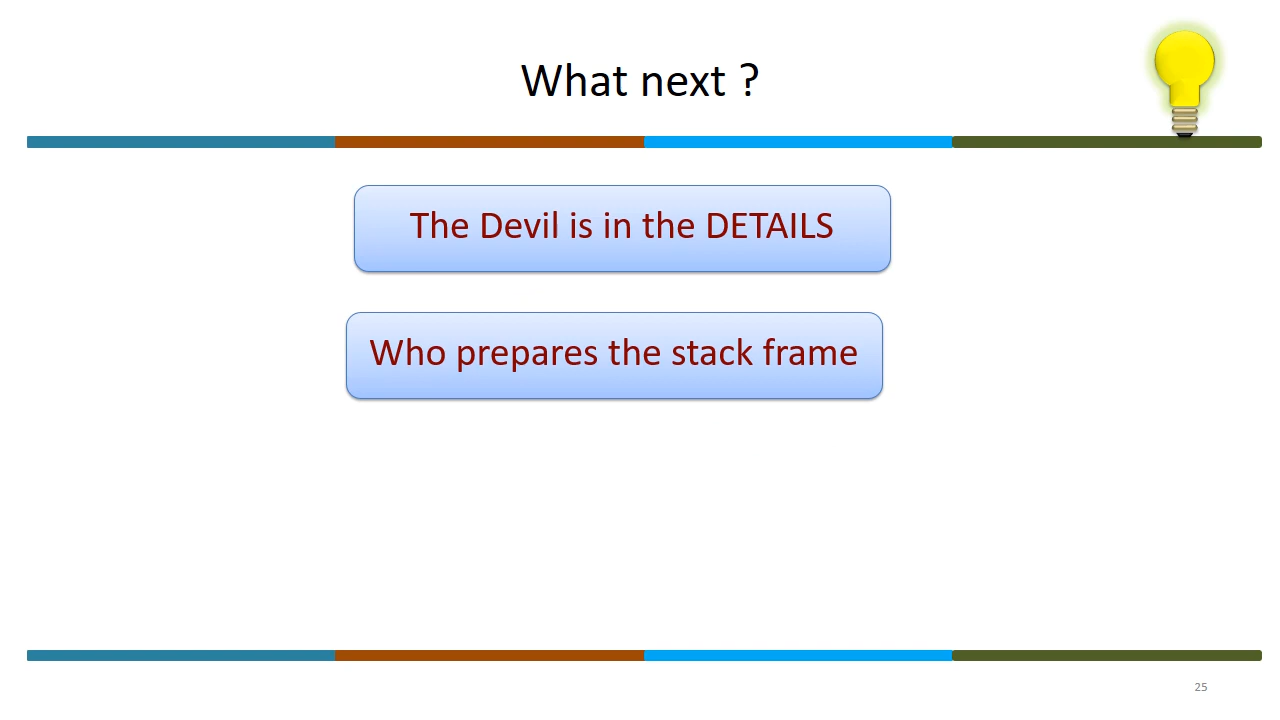 What next ?
The Devil is in the DETAILS
Who prepares the stack frame
25